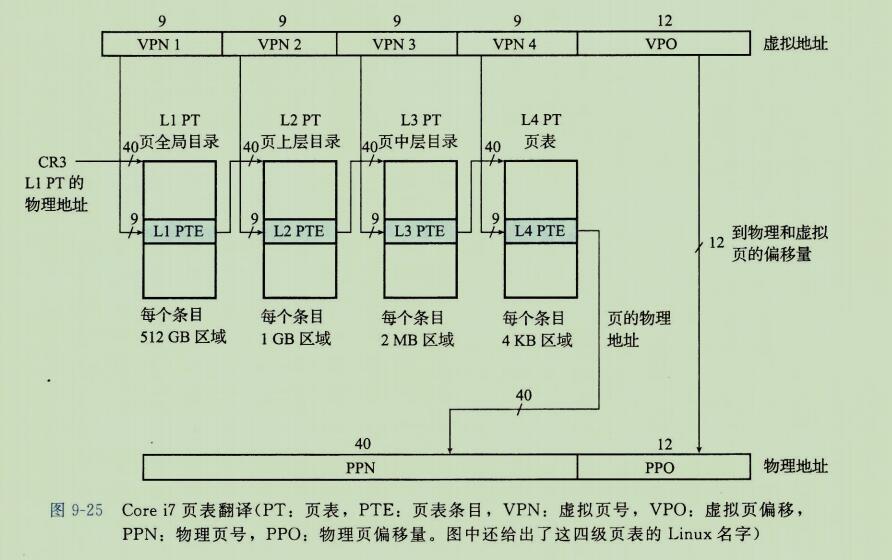 9 9 9 9 12
VPN 1 VPN 2 VPN 3 VPN 4 VPO 虚拟地址
L1 PT L2 PT L3 PT L4 PT
页全局目录 页上层目录 页中层目录 页表
40 40 40 40
CR3
L1 PT 的
物理地址
9 9 9 9
L1 PTE L2 PTE L3 PTE L4 PTE
12 到物理和虚拟
页的偏移量
每个条目 每个条目 每个条目 每个条目 页的物理
512 GB 区域 1 GB 区域 2 MB 区域 4 KB 区域 地址
40
40 12
PPN PPO 物理地址
图 9-25 Core i7 页表翻译(PT：页表，PTE：页表条目，VPN：虚拟页号，VPO：虚拟页偏移，
PPN：物理页号，PPO：物理页偏移量。图中还给出了这四级页表的 Linux 名字)